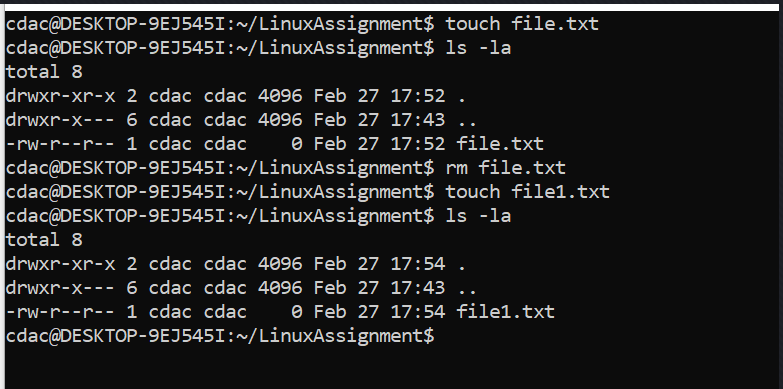 cdac@DESKTOP-9EJ545I:~/LinuxAssignment$ touch file.txt
cdac@DESKTOP-9EJ545I:~/LinuxAssignment$ ls -la
total 8
drwxr-xr-x 2 cdac cdac 4096 Feb 27 17:52 .
drwxr-x--- 6 cdac cdac 4096 Feb 27 17:43 ..
-rw-r--r-- 1 cdac cdac    0 Feb 27 17:52 file.txt
cdac@DESKTOP-9EJ545I:~/LinuxAssignment$ rm file.txt
cdac@DESKTOP-9EJ545I:~/LinuxAssignment$ touch file1.txt
cdac@DESKTOP-9EJ545I:~/LinuxAssignment$ ls -la
total 8
drwxr-xr-x 2 cdac cdac 4096 Feb 27 17:54 .
drwxr-x--- 6 cdac cdac 4096 Feb 27 17:43 ..
-rw-r--r-- 1 cdac cdac    0 Feb 27 17:54 file1.txt
cdac@DESKTOP-9EJ545I:~/LinuxAssignment$